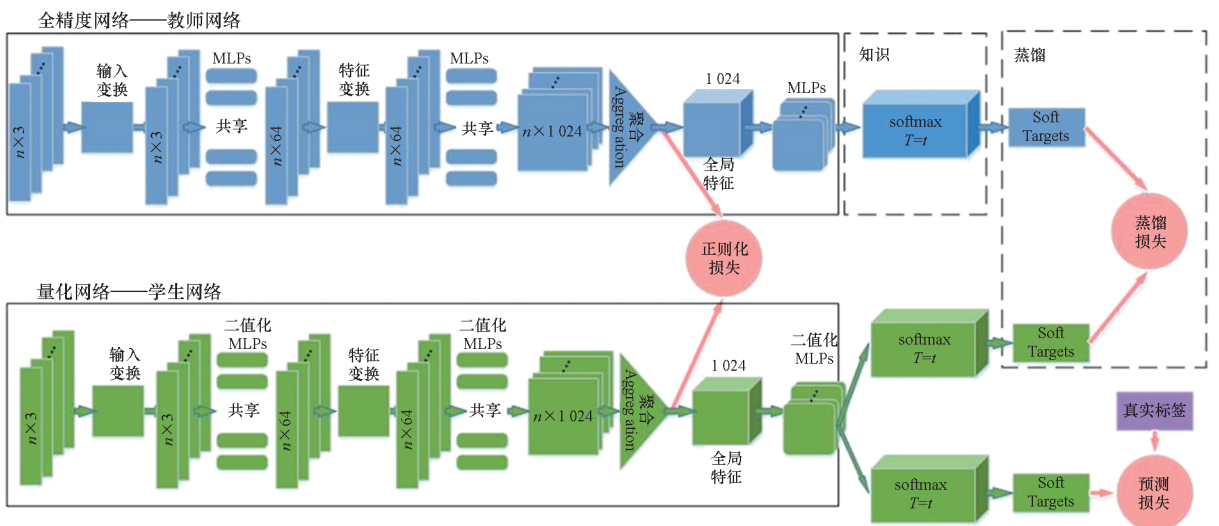 全精度网络——教师网络
n×3
输入
变换
n×3
MLPs
共享
n×64
特征
变换
n×64
MLPs
共享
n×1 024
聚合
Aggreg ation
1 024
全局
特征
MLPs
知识
softmax
T=t
蒸馏
Soft
Targets
蒸馏
损失
正则化
损失
量化网络——学生网络
n×3
输入
变换
n×3
二值化
MLPs
共享
n×64
特征
变换
n×64
二值化
MLPs
共享
n×1 024
聚合
Aggreg ation
1 024
全局
特征
二值化
MLPs
softmax
T=t
Soft
Targets
真实标签
softmax
T=t
Soft
Targets
预测
损失